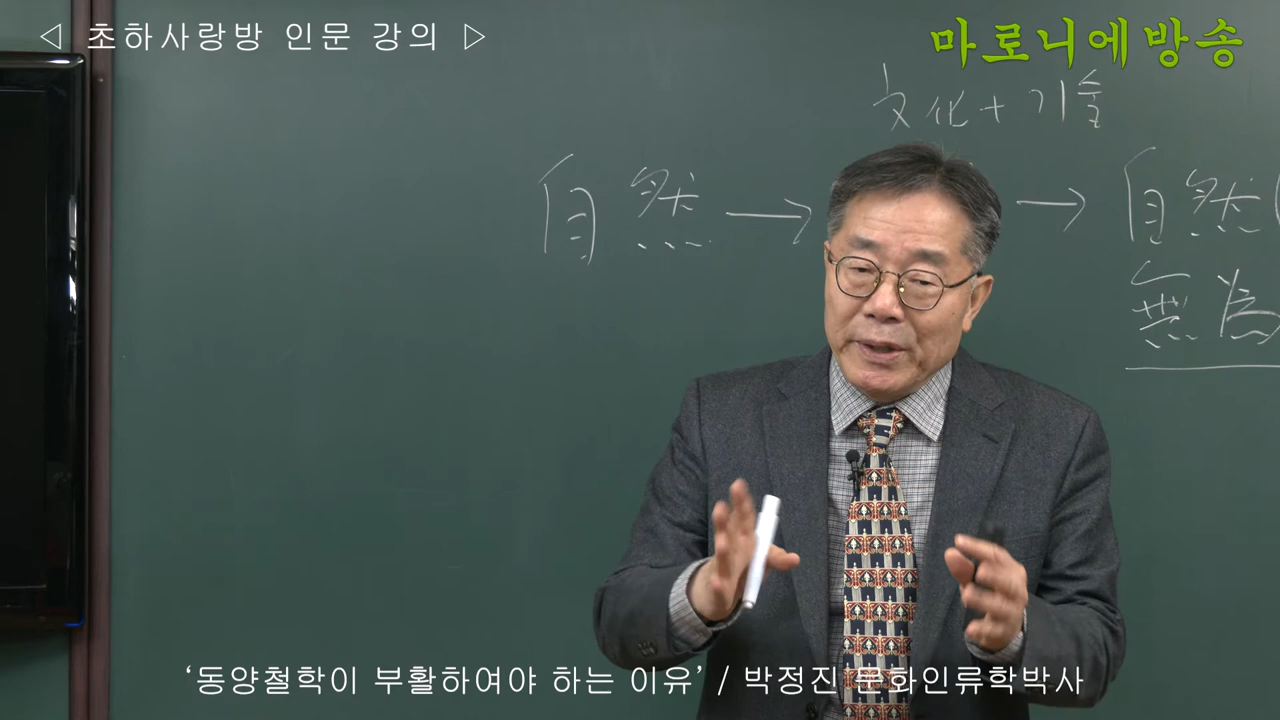 ◁ 초하사랑방 인문 강의 ▷
마로니에방송
文化+기술
自然 → → 自然
無為
‘동양철학이 부활하여야 하는 이유’ / 박정진 문화인류학박사